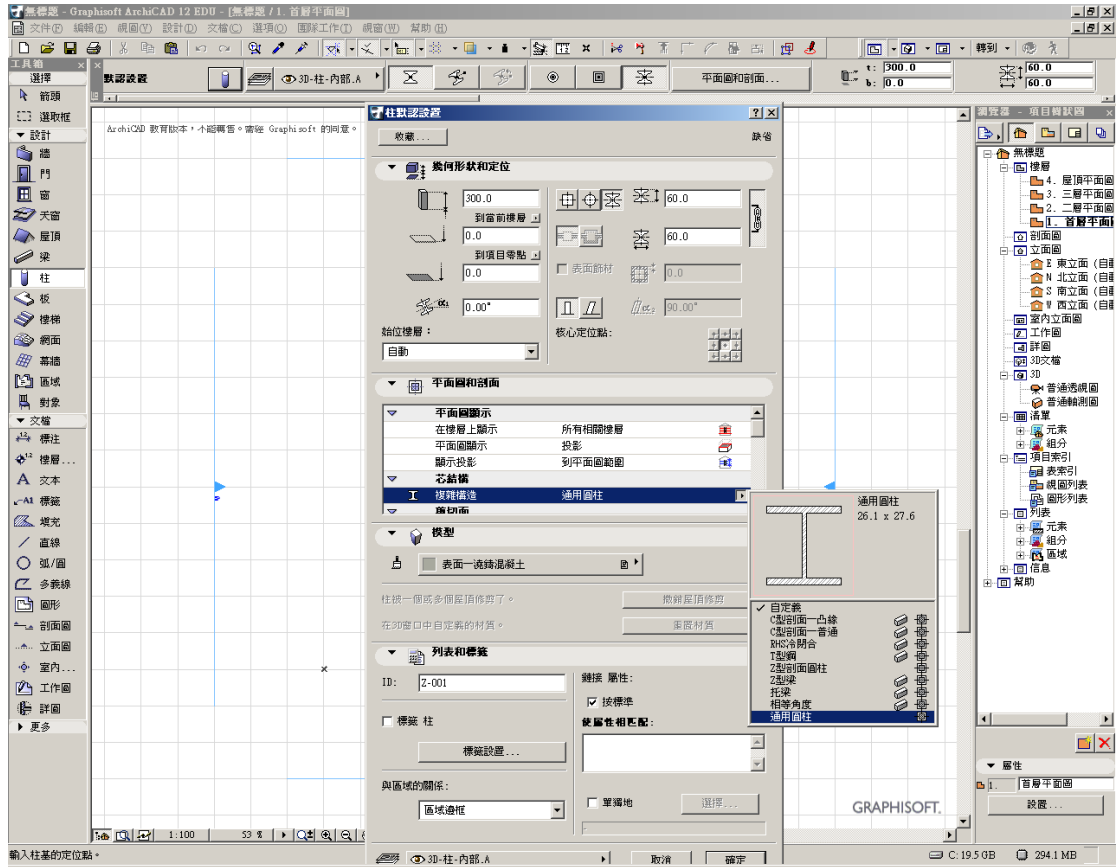 無標題 - Graphisoft ArchiCAD 12 EDU - [無標題 / 1. 首層平面圖]
文件(F) 編輯(E) 視圖(V) 設計(D) 文檔(C) 選項(O) 團隊工作(I) 視窗(W) 幫助(H)
轉到
工具箱
選擇
箭頭
選取框
設計
牆
門
窗
天窗
屋頂
梁
柱
板
樓梯
網面
幕牆
區域
對象
文檔
標注
樓層...
文本
標籤
填充
直線
弧/圓
多義線
圖形
剖面圖
立面圖
室內...
工作圖
詳圖
更多
默認設置
3D-柱-內部.A
平面圖和剖面...
t: 300.0
b: 0.0
60.0
60.0
ArchiCAD 教育版本，不能轉售。需經 Graphisoft 的同意。
柱默認設置
收藏...
缺省
幾何形狀和定位
300.0
到當前樓層
0.0
到項目零點
0.0
α1
0.00°
始位樓層：
自動
60.0
60.0
表面飾材
0.0
α2
90.00°
核心定位點:
平面圖和剖面
平面圖顯示
在樓層上顯示 所有相關樓層
平面圖顯示 投影
顯示投影 到平面圖範圍
芯結構
複雜構造 通用圓柱
剪切面
模型
表面—澆鑄混凝土
柱被一個或多個屋頂修剪了。
撤銷屋頂修剪
在3D窗口中自定義的材質。
重置材質
列表和標籤
ID: Z-001
標籤 柱
標籤設置...
與區域的關係:
區域邊框
鏈接 屬性:
按標準
使屬性相匹配:
單獨地
選擇...
3D-柱-內部.A
取消
確定
通用圓柱
26.1 x 27.6
自定義
C型剖面—凸緣
C型剖面—普通
RHS冷閉合
T型鋼
Z型剖面圓柱
Z型梁
托梁
相等角度
通用圓柱
瀏覽器 - 項目樹狀圖
無標題
樓層
4. 屋頂平面圖
3. 三層平面圖
2. 二層平面圖
1. 首層平面圖
剖面圖
立面圖
E 東立面 (自動
N 北立面 (自動
S 南立面 (自動
W 西立面 (自動
室內立面圖
工作圖
詳圖
3D文檔
3D
普通透視圖
普通軸測圖
清單
元素
組分
項目索引
表索引
視圖列表
圖形列表
列表
元素
組分
區域
信息
幫助
屬性
1. 首層平面圖
設置...
GRAPHISOFT.
1:100 53 %
輸入柱基的定位點。
C: 19.5 GB 294.1 MB